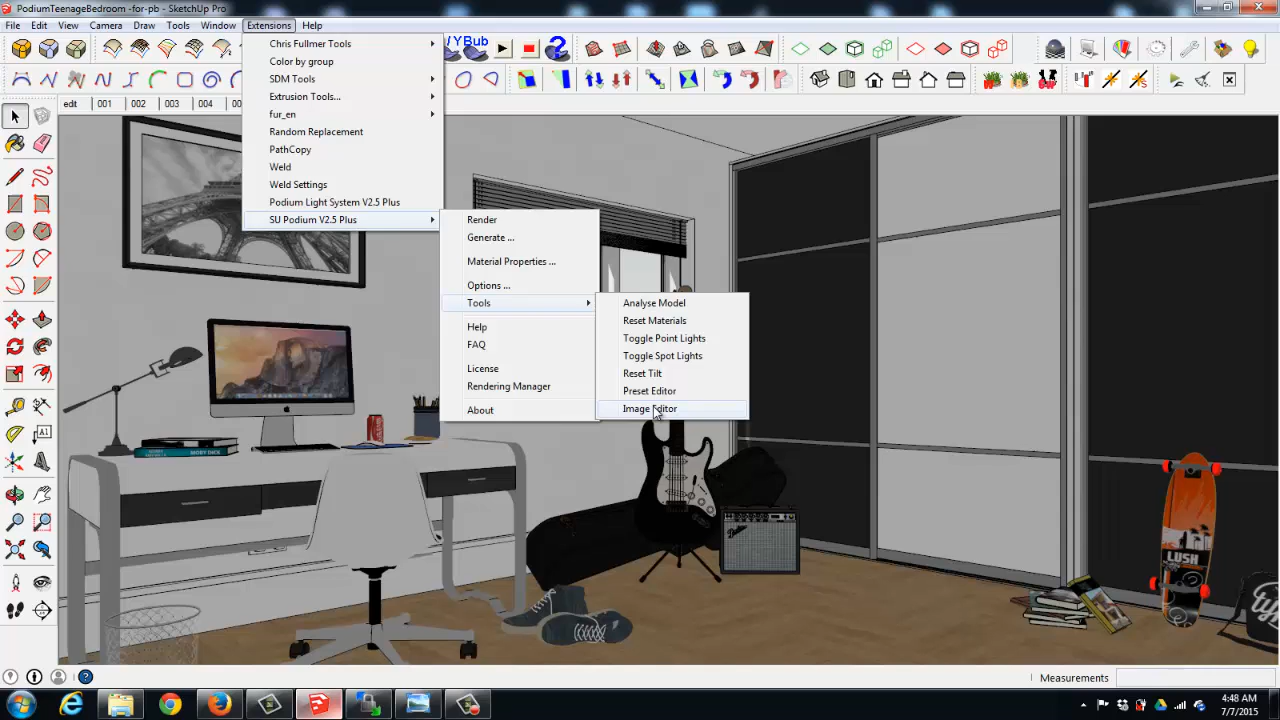 PodiumTeenageBedroom -for-pb - SketchUp Pro
File Edit View Camera Draw Tools Window Extensions Help
YBub
edit 001 002 003 004
Chris Fullmer Tools
Color by group
SDM Tools
Extrusion Tools...
fur_en
Random Replacement
PathCopy
Weld
Weld Settings
Podium Light System V2.5 Plus
SU Podium V2.5 Plus
Render
Generate ...
Material Properties ...
Options ...
Tools
Help
FAQ
License
Rendering Manager
About
Analyse Model
Reset Materials
Toggle Point Lights
Toggle Spot Lights
Reset Tilt
Preset Editor
Image Editor
MOBY DICK
Fender
LUSH
Measurements
4:48 AM
7/7/2015